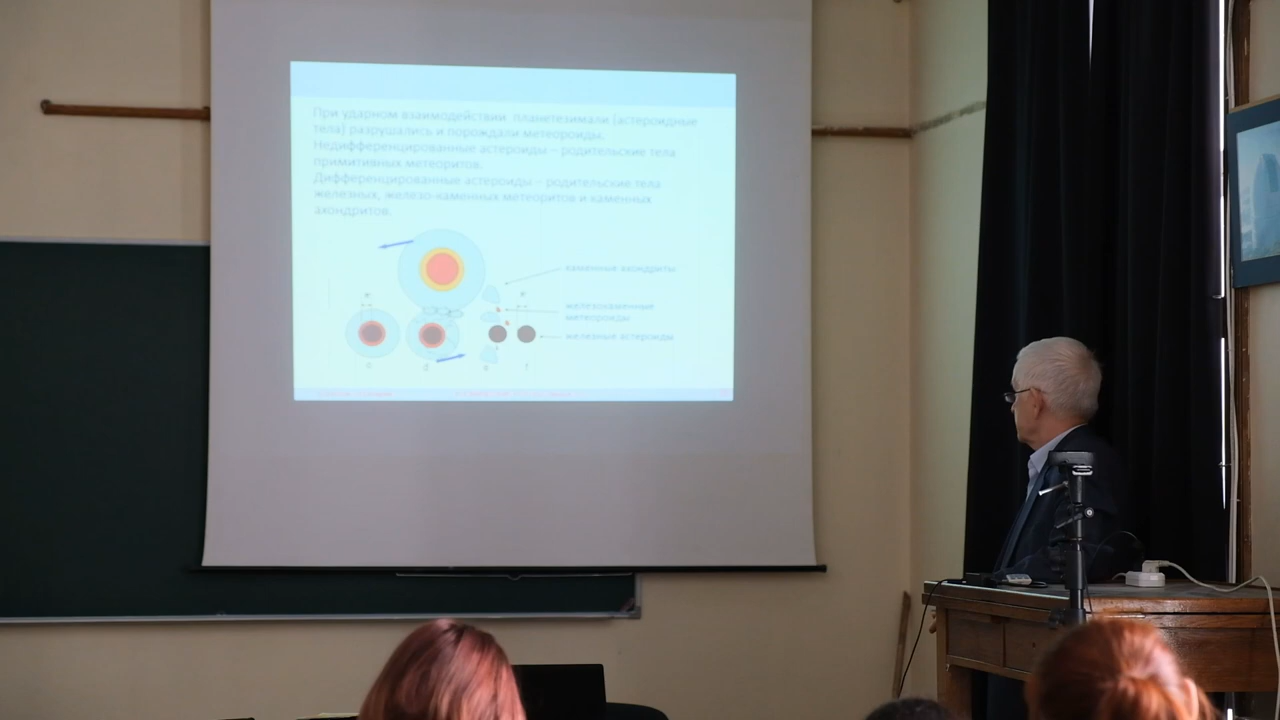 При ударном взаимодействии планетезимали (астероидные
тела) разрушались и порождали метеороиды.
Недифференцированные астероиды – родительские тела
примитивных метеоритов.
Дифференцированные астероиды – родительские тела
железных, железо-каменных метеоритов и каменных
ахондритов.
каменные ахондриты
железокаменные
метеороиды
железные астероиды
c d e f